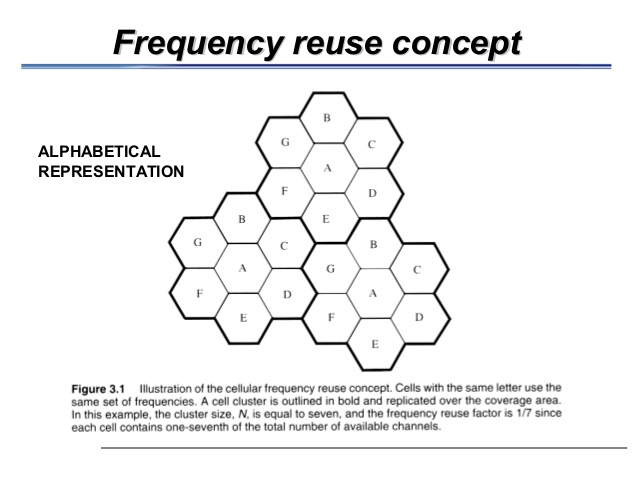 Frequency reuse concept
ALPHABETICAL
REPRESENTATION
B
G
C
A
F
D
E
B
G
C
A
F
D
E
B
G
C
A
F
D
E
Figure 3.1 Illustration of the cellular frequency reuse concept. Cells with the same letter use the
same set of frequencies. A cell cluster is outlined in bold and replicated over the coverage area.
In this example, the cluster size, N, is equal to seven, and the frequency reuse factor is 1/7 since
each cell contains one-seventh of the total number of available channels.